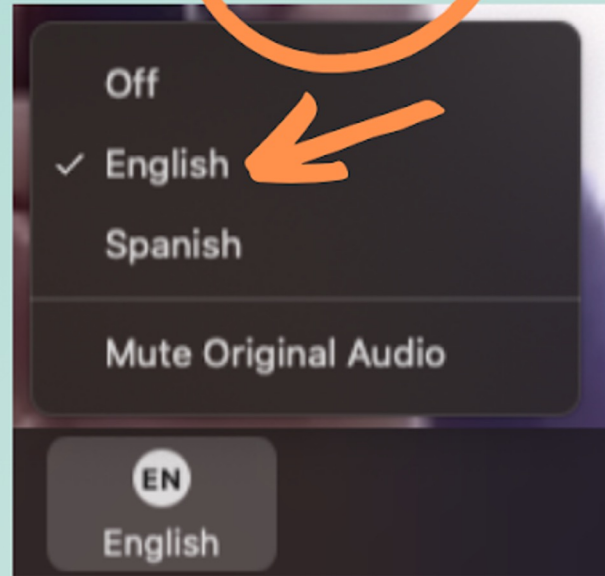 Off
✓ English
Spanish
Mute Original Audio
EN
English